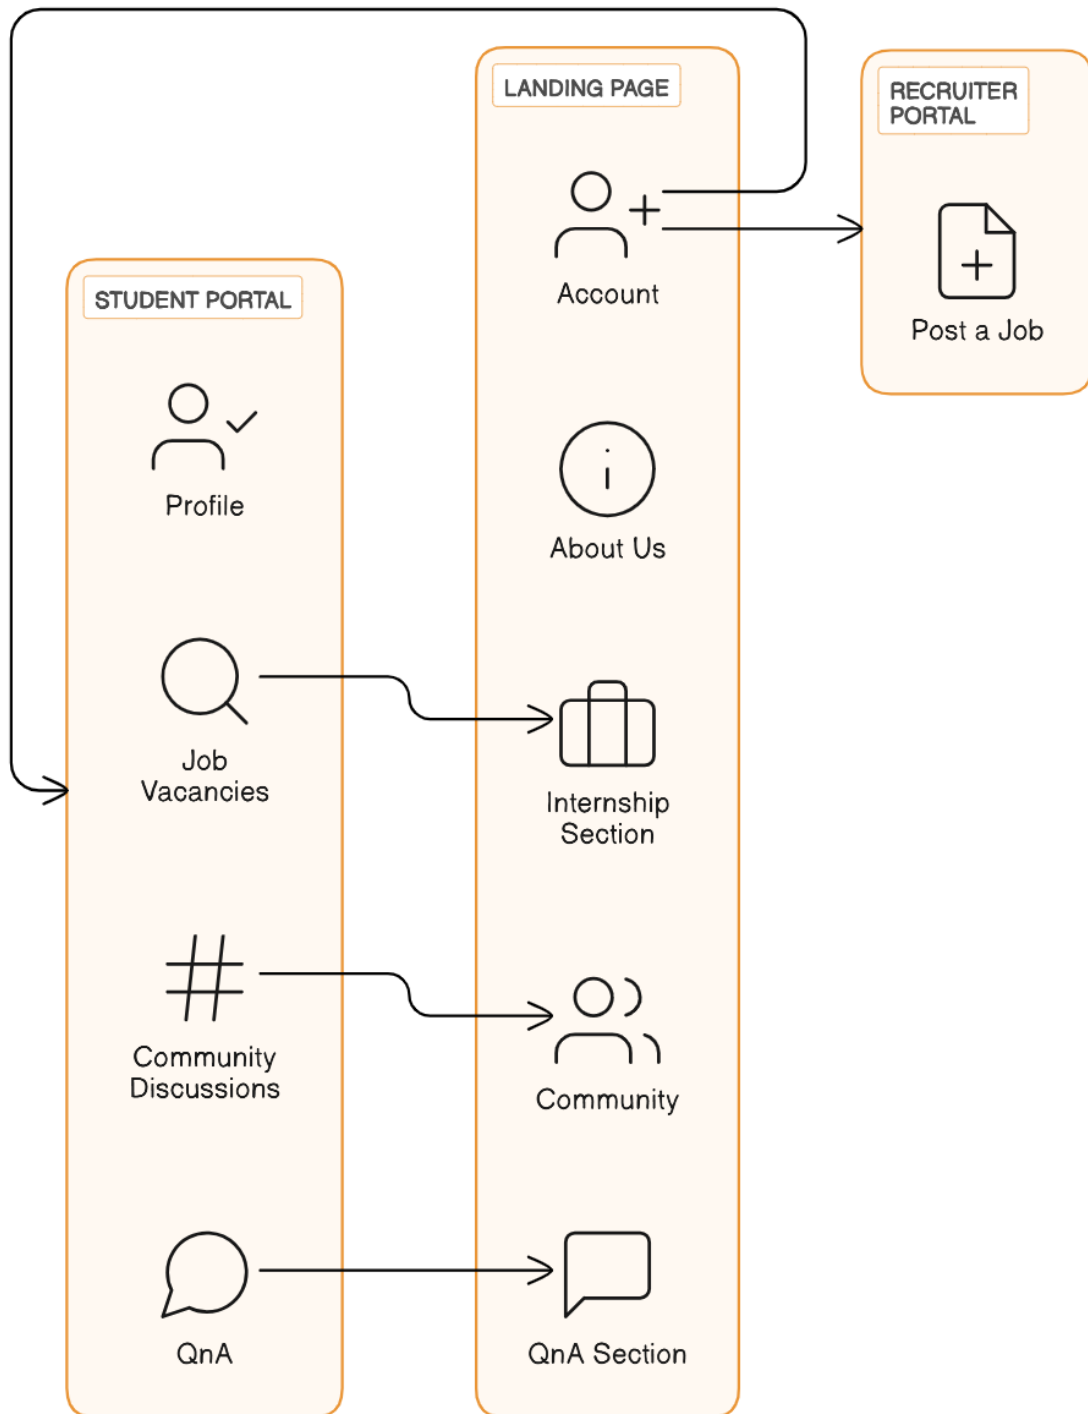 LANDING PAGE
Account
About Us
Internship
Section
Community
QnA Section
RECRUITER
PORTAL
Post a Job
STUDENT PORTAL
Profile
Job
Vacancies
Community
Discussions
QnA